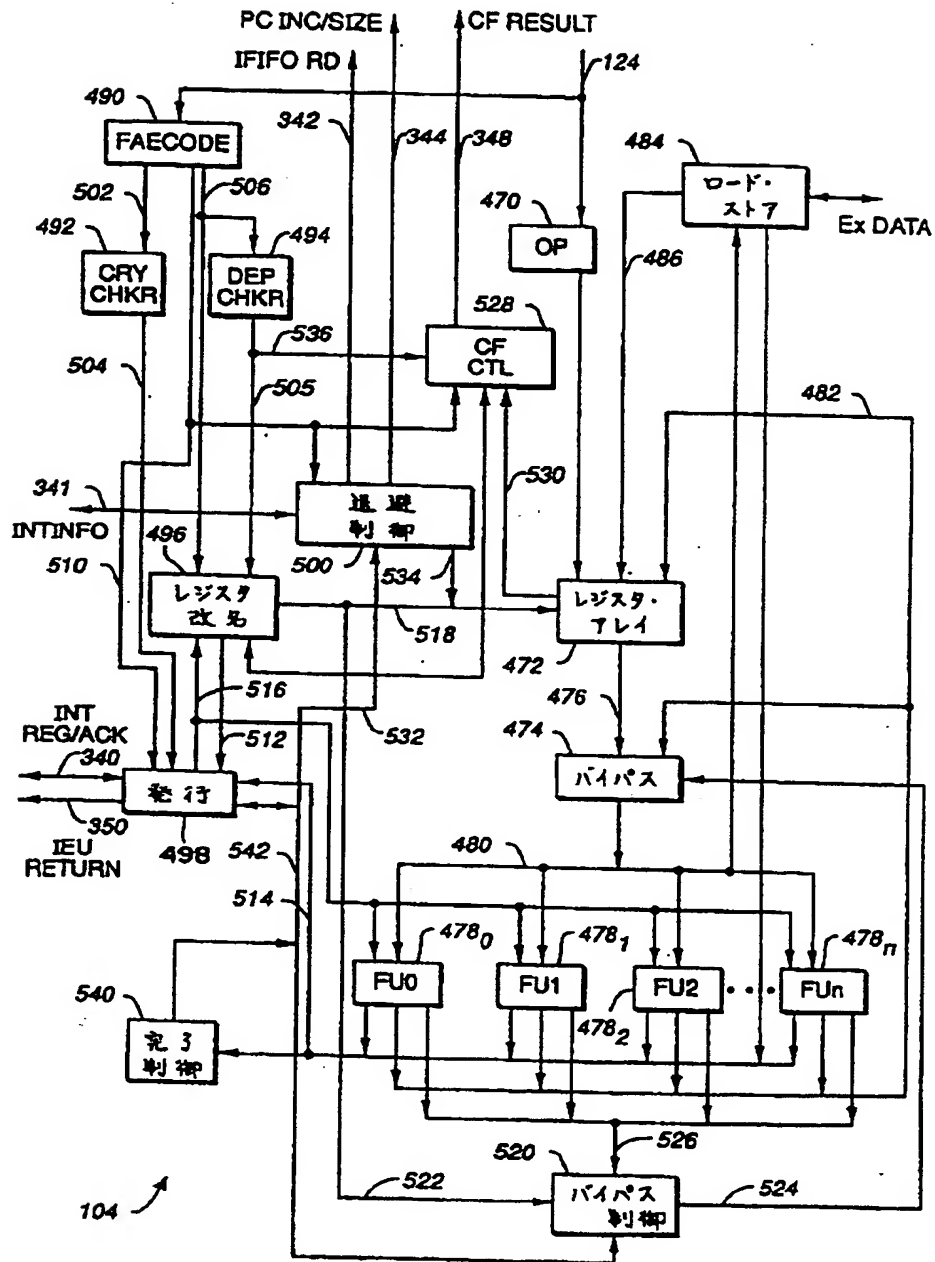 PC INC/SIZE
CF RESULT
IFIFO RD
124
490
FAECODE
342
344
348
484
ロード・
ストア
Ex DATA
502
506
492
494
470
OP
486
CRY
CHKR
DEP
CHKR
528
CF
CTL
536
504
505
482
530
341
INTINFO
退避
制御
496
500
534
510
レジスタ
改名
518
レジスタ・
アレイ
472
516
476
532
474
INT
REG/ACK
512
バイパス
340
発行
350
498
IEU
RETURN
542
480
514
478₀
478₁
478n
FU0
FU1
FU2
• • • •
FUn
478₂
540
完了
制御
526
520
バイパス
制御
522
524
104